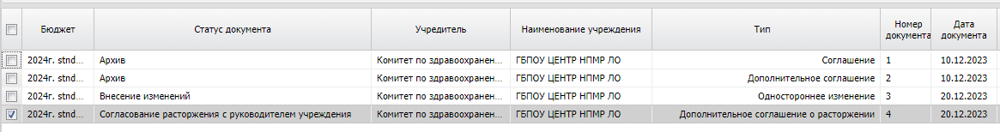 Бюджет Статус документа Учредитель Наименование учреждения Тип Номер документа Дата документа
2024г. stnd... Архив Комитет по здравоохранен... ГБПОУ ЦЕНТР НПМР ЛО Соглашение 1 10.12.2023
2024г. stnd... Архив Комитет по здравоохранен... ГБПОУ ЦЕНТР НПМР ЛО Дополнительное соглашение 2 10.12.2023
2024г. stnd... Внесение изменений Комитет по здравоохранен... ГБПОУ ЦЕНТР НПМР ЛО Одностороннее изменение 3 20.12.2023
2024г. stnd... Согласование расторжения с руководителем учреждения Комитет по здравоохранен... ГБПОУ ЦЕНТР НПМР ЛО Дополнительное соглашение о расторжении 4 20.12.2023